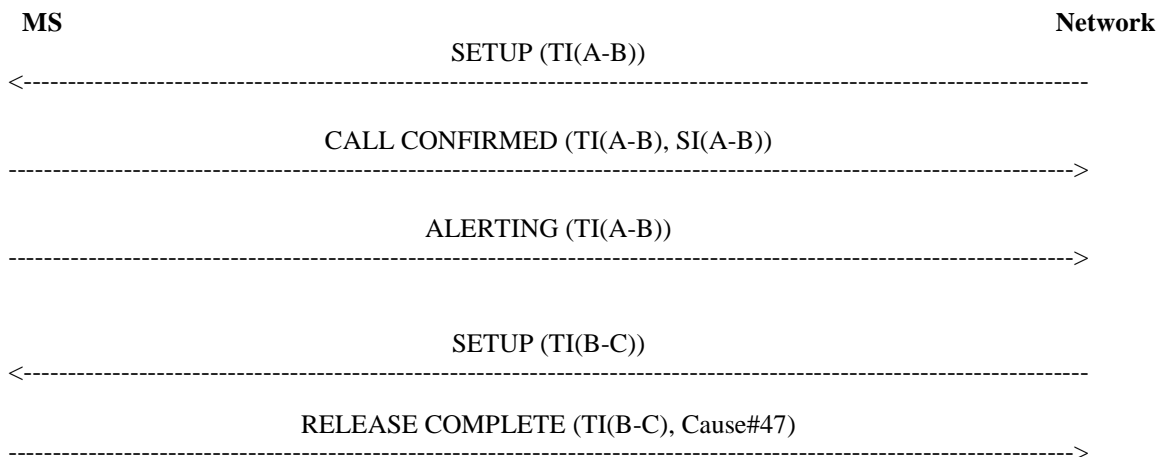 MS Network
SETUP (TI(A-B))
CALL CONFIRMED (TI(A-B), SI(A-B))
ALERTING (TI(A-B))
SETUP (TI(B-C))
RELEASE COMPLETE (TI(B-C), Cause#47)